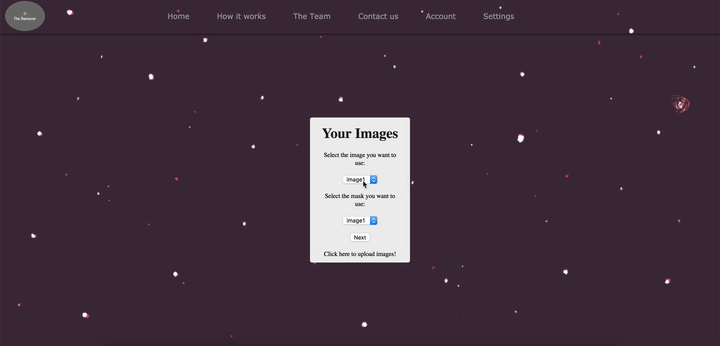 The Remover
Home How it works The Team Contact us Account Settings
Your Images
Select the image you want to
use:
image1
Select the mask you want to
use:
image1
Next
Click here to upload images!